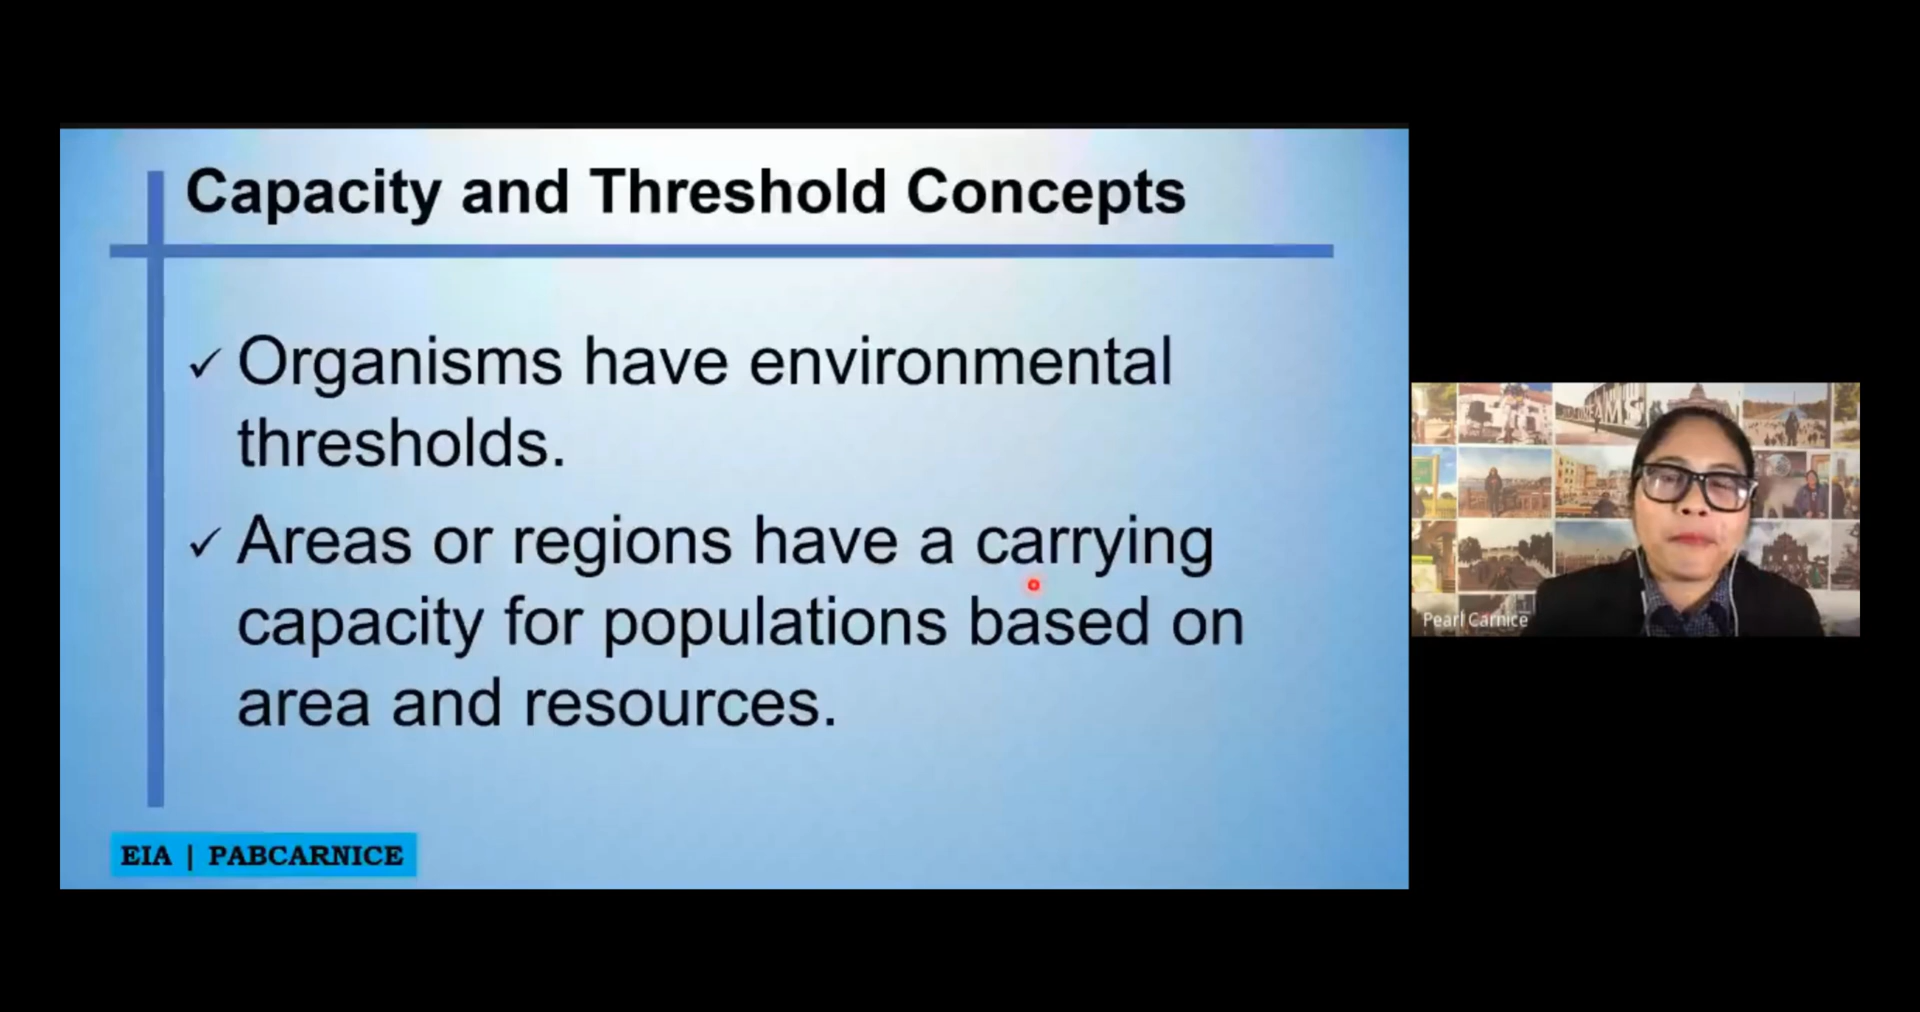 Capacity and Threshold Concepts
✓ Organisms have environmental
thresholds.
✓ Areas or regions have a carrying
capacity for populations based on
area and resources.
EIA | PABCARNICE
Pearl Carnice